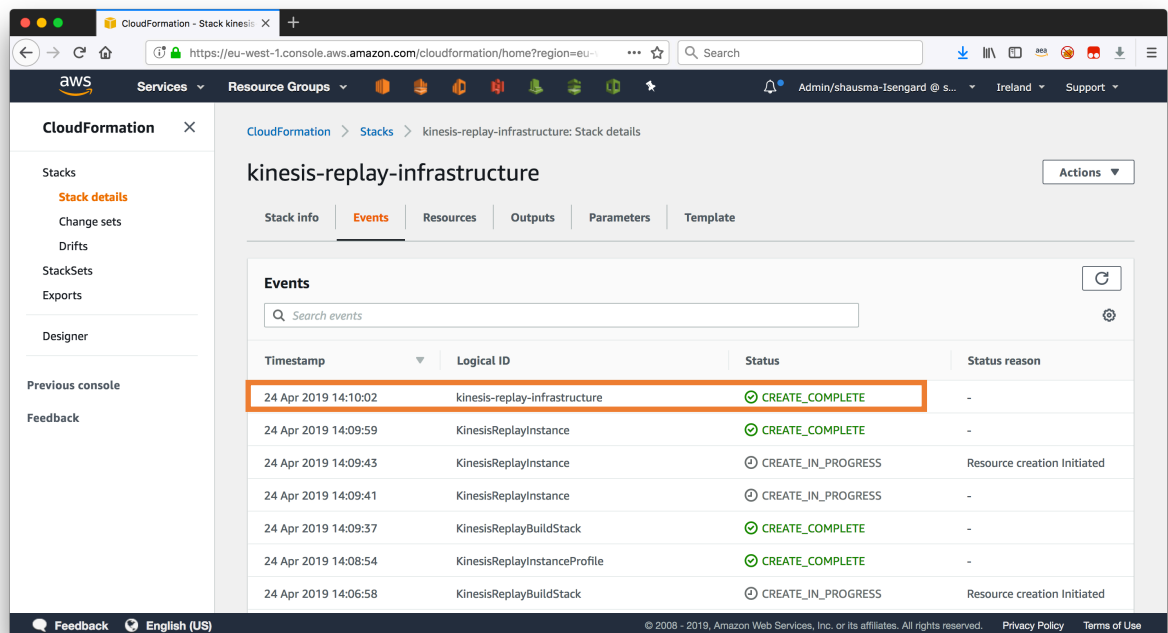 CloudFormation - Stack kinesis
https://eu-west-1.console.aws.amazon.com/cloudformation/home?region=eu-
Search
aws
Services
Resource Groups
Admin/shausma-Isengard @ s...
Ireland
Support
CloudFormation
Stacks
Stack details
Change sets
Drifts
StackSets
Exports
Designer
Previous console
Feedback
CloudFormation > Stacks > kinesis-replay-infrastructure: Stack details
kinesis-replay-infrastructure
Actions
Stack info Events Resources Outputs Parameters Template
Events
Search events
Timestamp Logical ID Status Status reason
24 Apr 2019 14:10:02 kinesis-replay-infrastructure CREATE_COMPLETE -
24 Apr 2019 14:09:59 KinesisReplayInstance CREATE_COMPLETE -
24 Apr 2019 14:09:43 KinesisReplayInstance CREATE_IN_PROGRESS Resource creation Initiated
24 Apr 2019 14:09:41 KinesisReplayInstance CREATE_IN_PROGRESS -
24 Apr 2019 14:09:37 KinesisReplayBuildStack CREATE_COMPLETE -
24 Apr 2019 14:08:54 KinesisReplayInstanceProfile CREATE_COMPLETE -
24 Apr 2019 14:06:58 KinesisReplayBuildStack CREATE_IN_PROGRESS Resource creation Initiated
Feedback English (US) © 2008 - 2019, Amazon Web Services, Inc. or its affiliates. All rights reserved. Privacy Policy Terms of Use